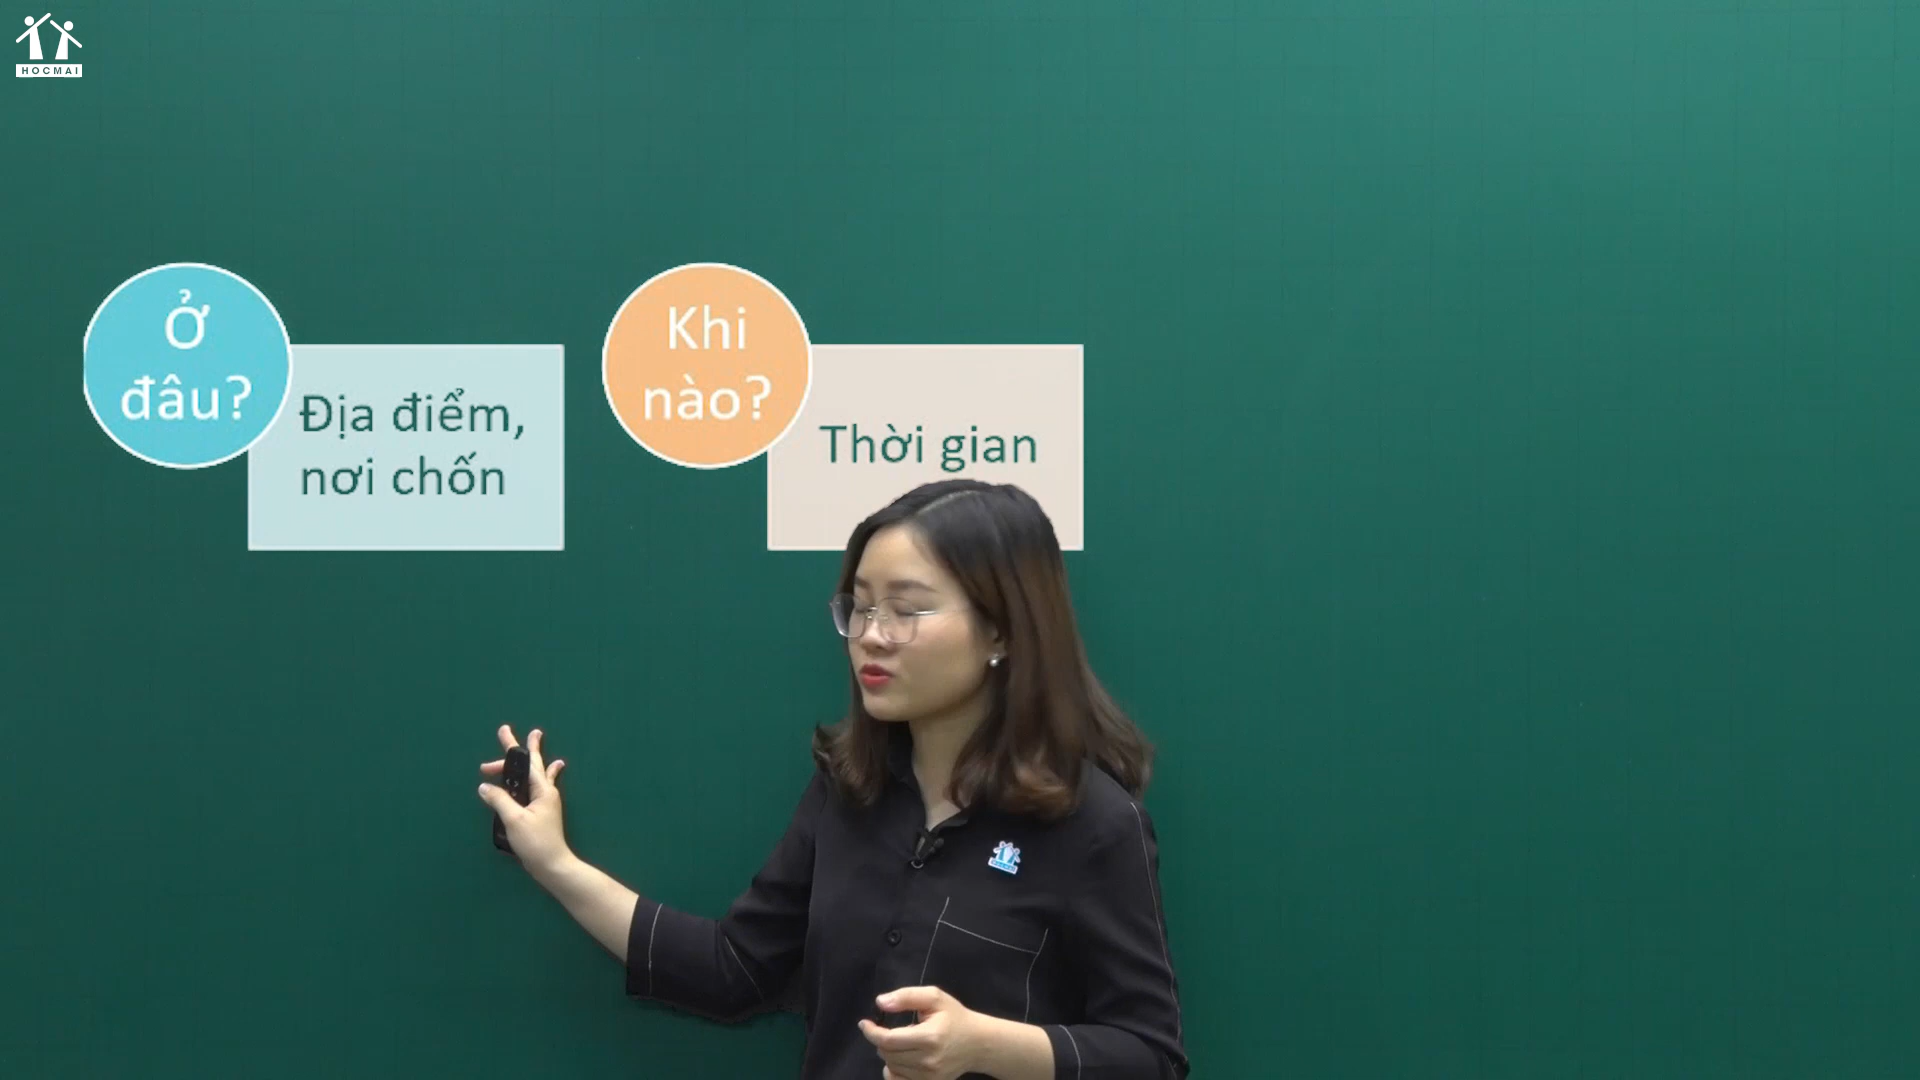 HOCMAI
Ở
đâu?
Địa điểm,
nơi chốn
Khi
nào?
Thời gian